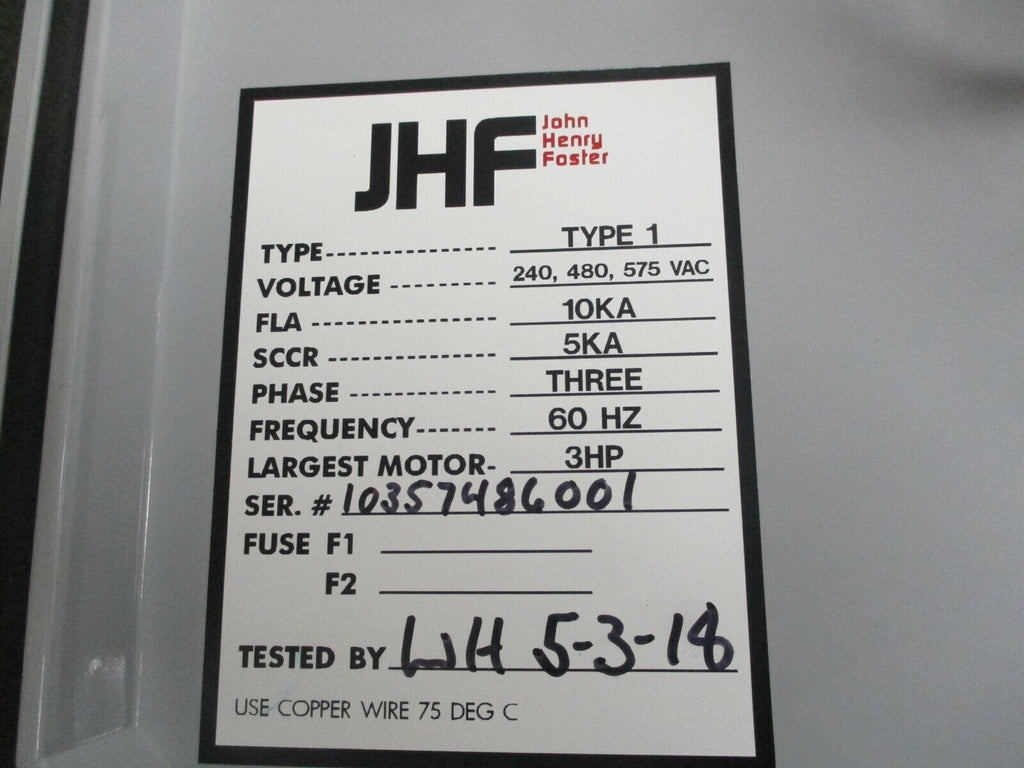 JHF John Henry Foster
TYPE--------------- TYPE 1
VOLTAGE --------- 240, 480, 575 VAC
FLA ---------------- 10KA
SCCR -------------- 5KA
PHASE ------------ THREE
FREQUENCY------- 60 HZ
LARGEST MOTOR- 3HP
SER. # 10357486001
FUSE F1
F2
TESTED BY WH 5-3-18
USE COPPER WIRE 75 DEG C